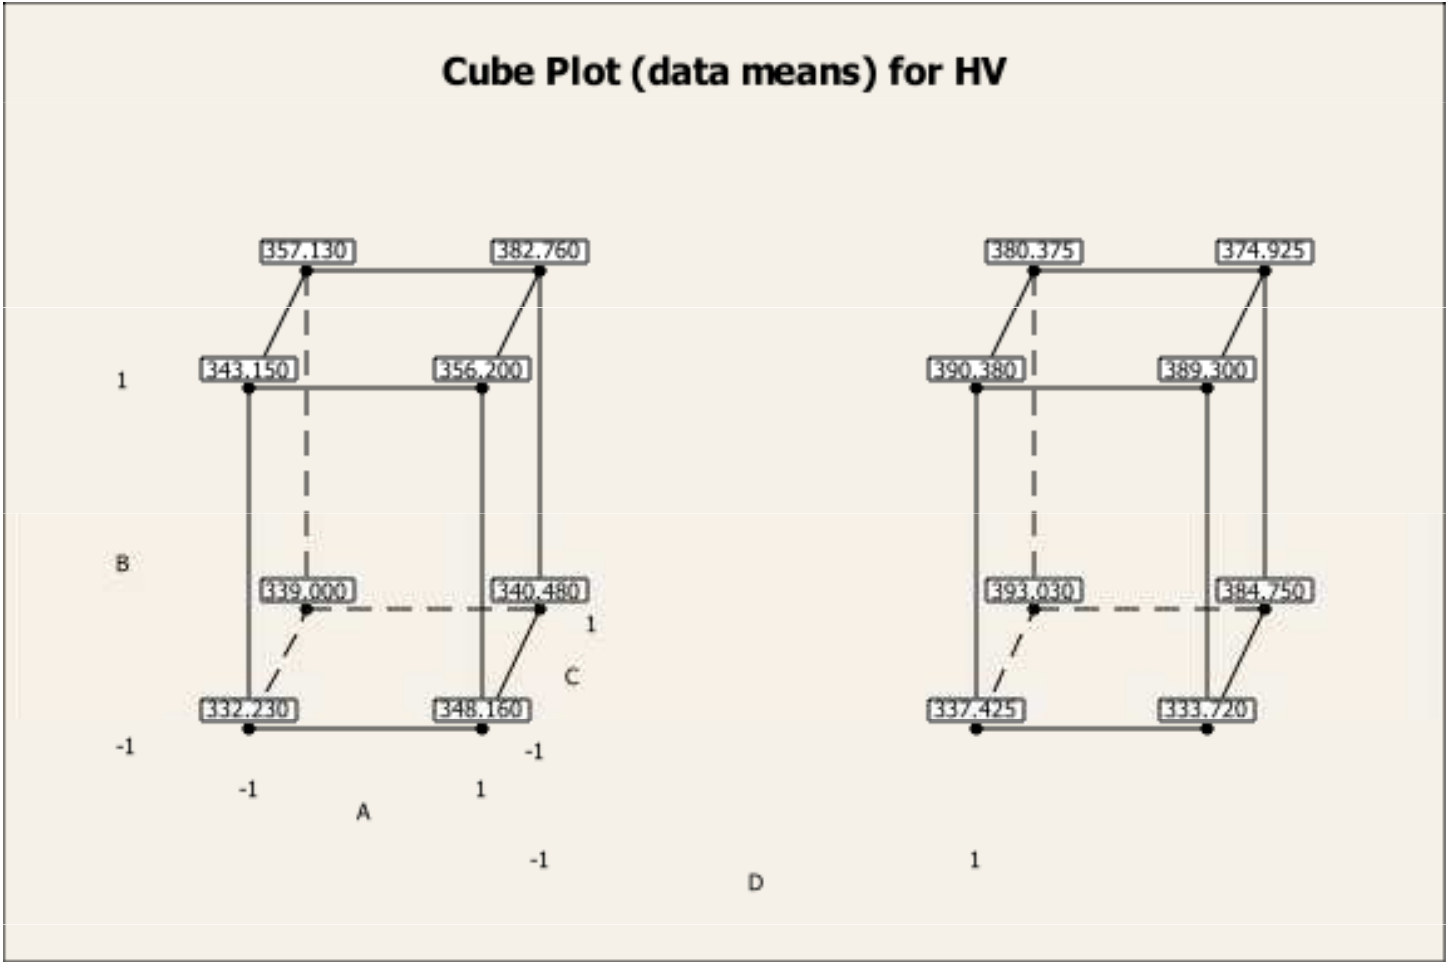 Cube Plot (data means) for HV
357.130 382.760 380.375 374.925
343.150 356.200 390.380 389.300
1
B
339.000 340.480 393.030 384.750
1
C
332.230 348.160 337.425 333.720
-1 -1
-1 1
A
-1 1
D